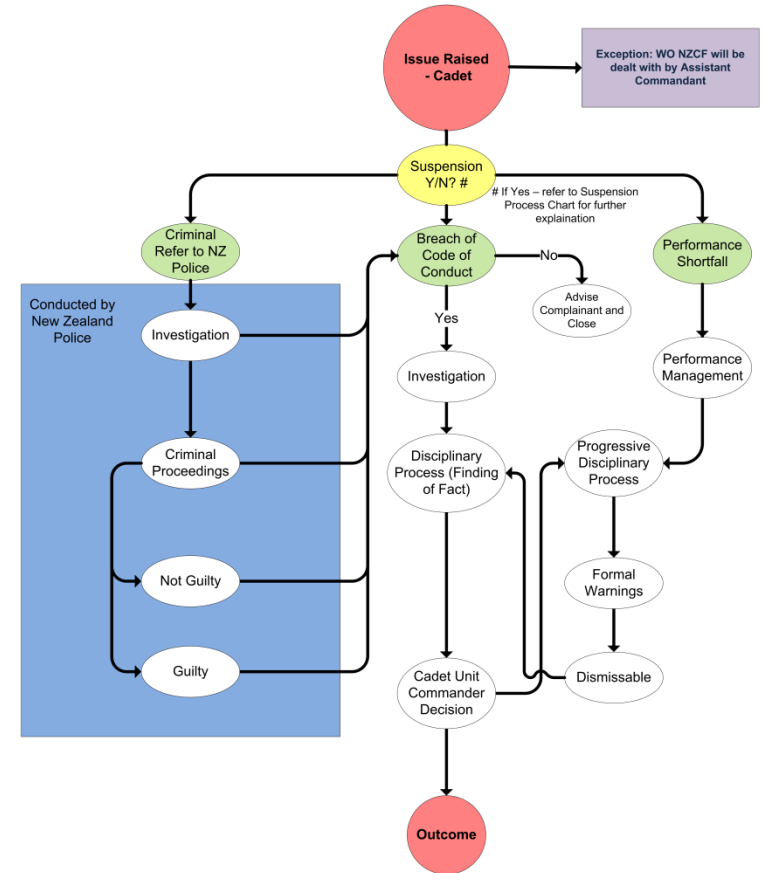 Issue Raised
- Cadet
Exception: WO NZCF will be
dealt with by Assistant
Commandant
Suspension
Y/N? #
# If Yes – refer to Suspension
Process Chart for further
explaination
Criminal
Refer to NZ
Police
Breach of
Code of
Conduct
No
Performance
Shortfall
Advise
Complainant and
Close
Conducted by
New Zealand
Police
Investigation
Yes
Investigation
Performance
Management
Criminal
Proceedings
Disciplinary
Process (Finding
of Fact)
Progressive
Disciplinary
Process
Not Guilty
Formal
Warnings
Guilty
Cadet Unit
Commander
Decision
Dismissable
Outcome